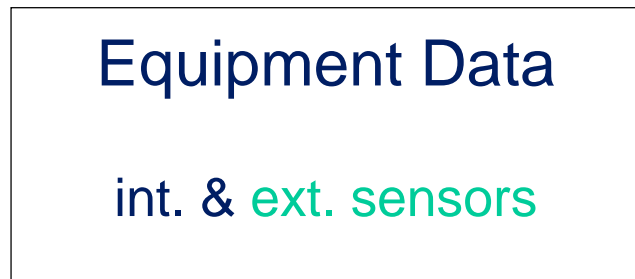 Equipment Data
int. & ext. sensors